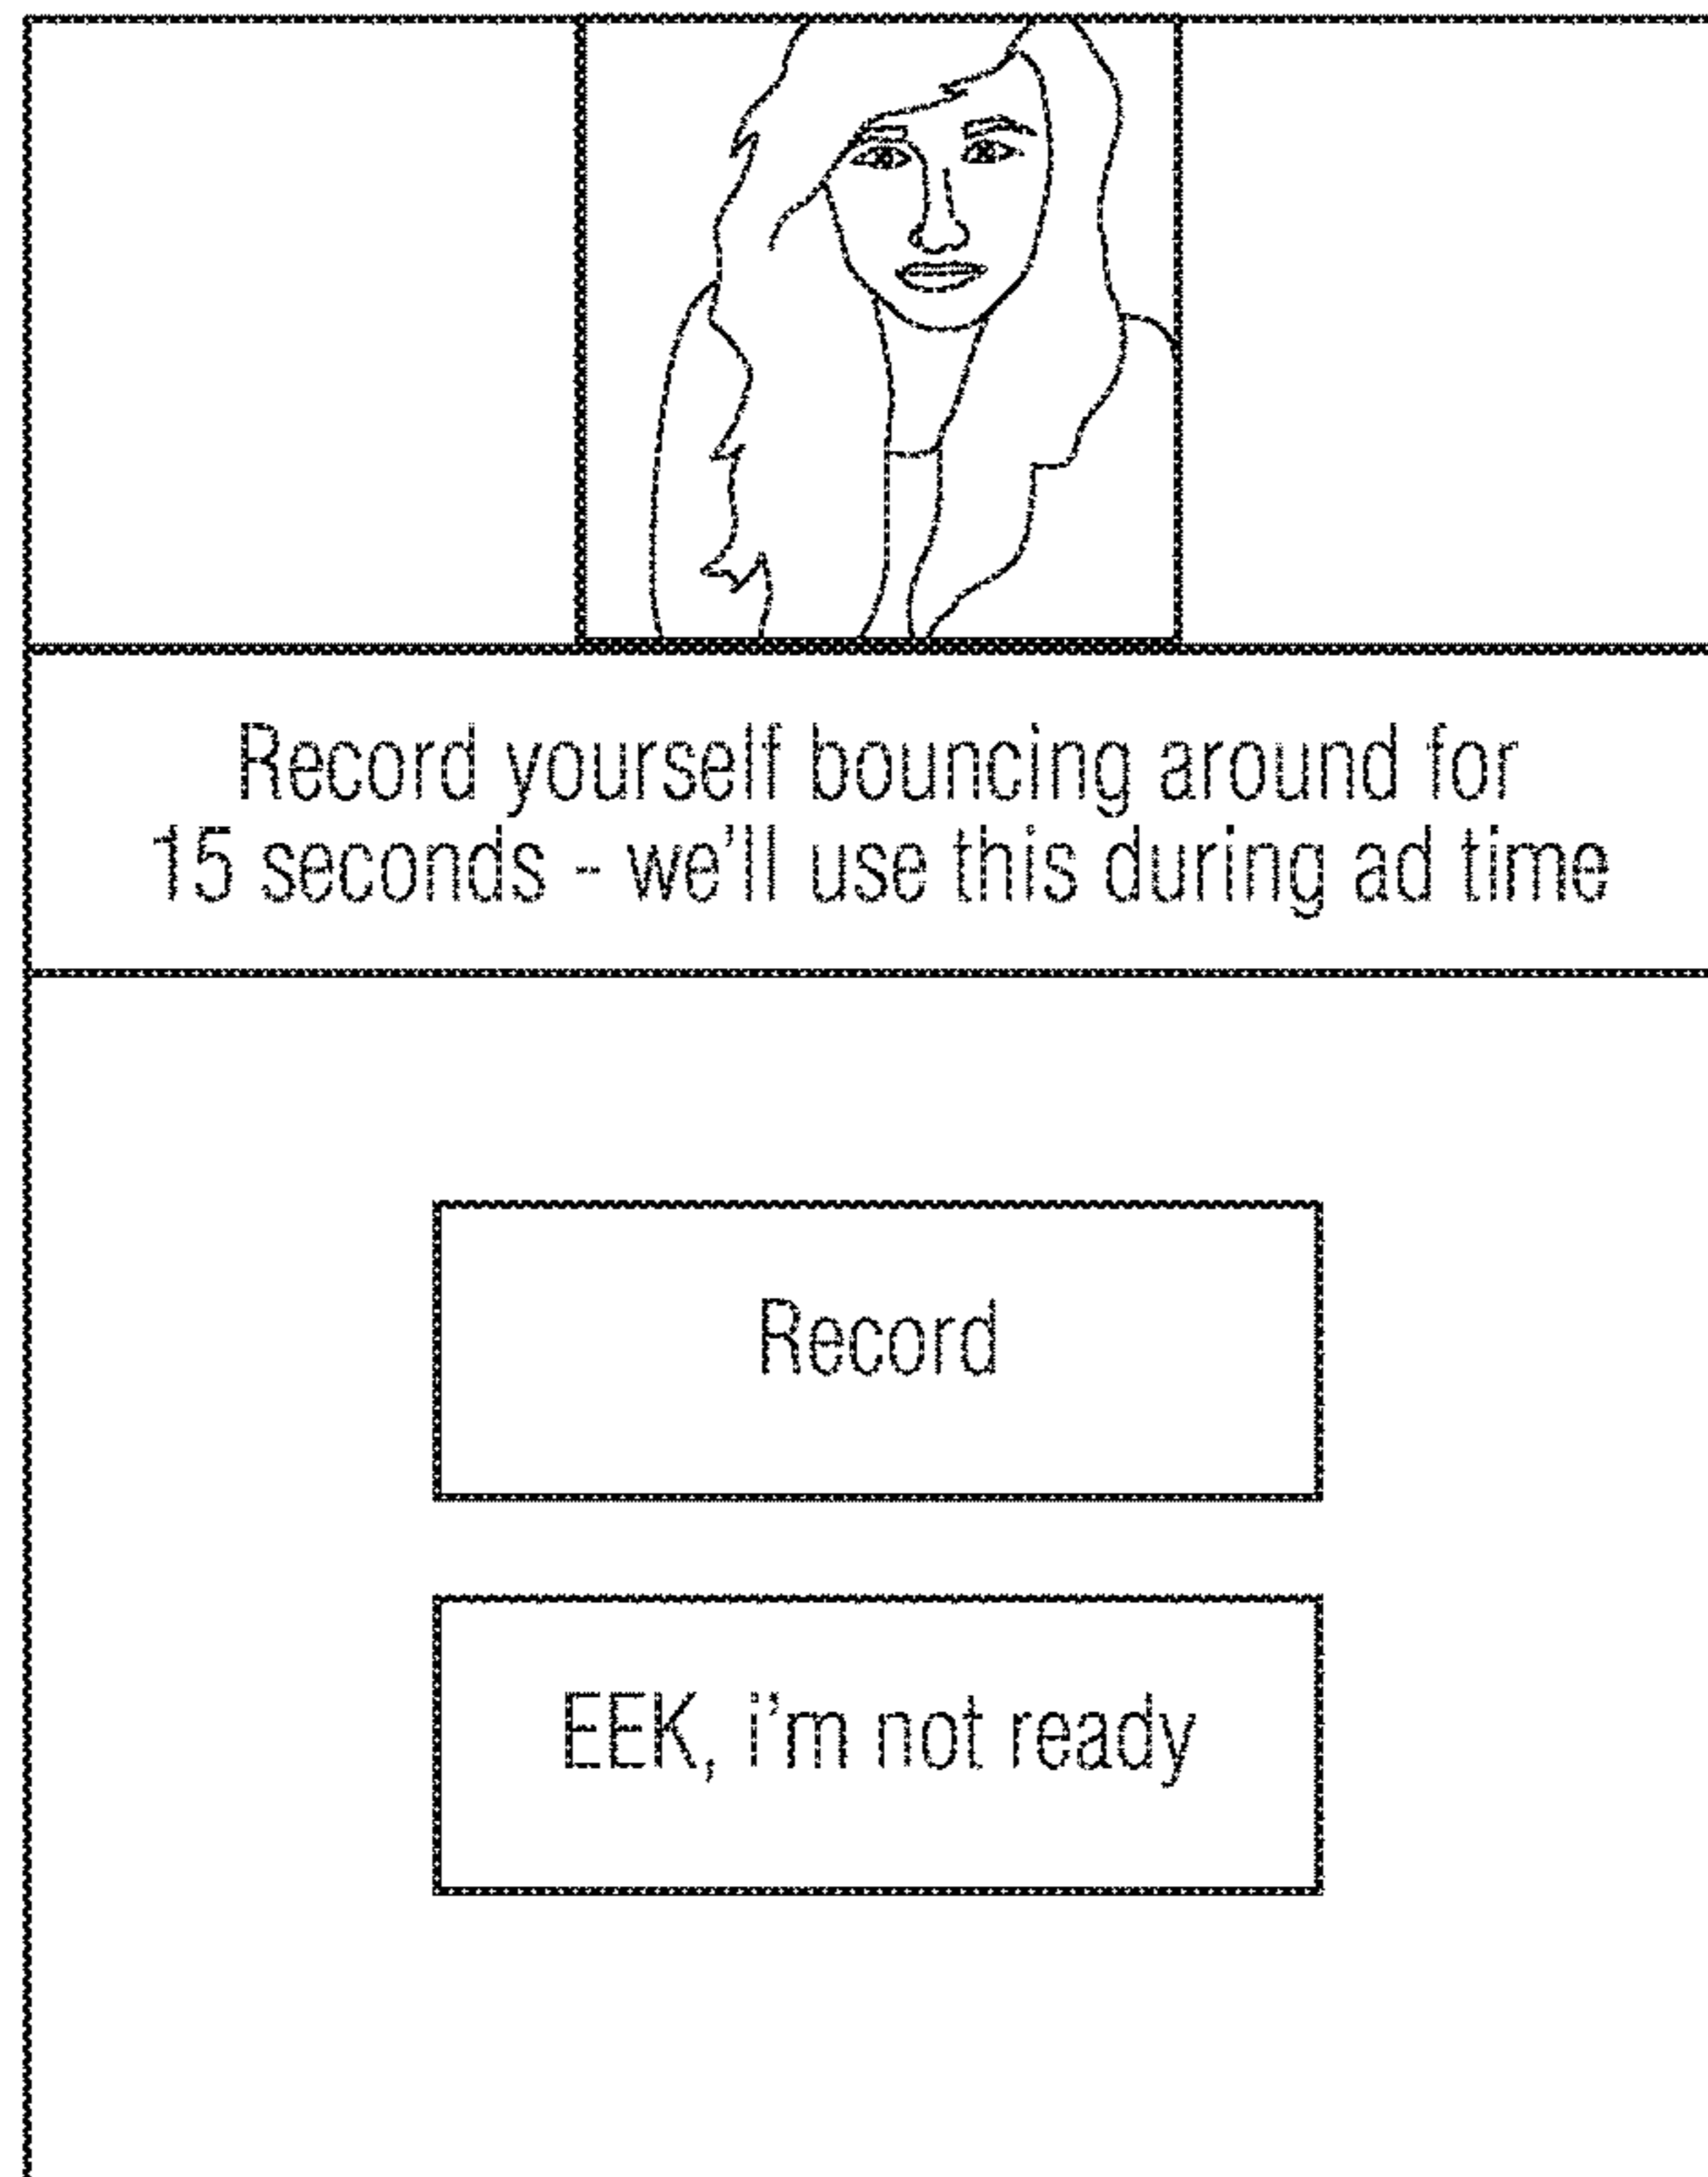 Record yourself bouncing around for
15 seconds - we'll use this during ad time
Record
EEK, i'm not ready